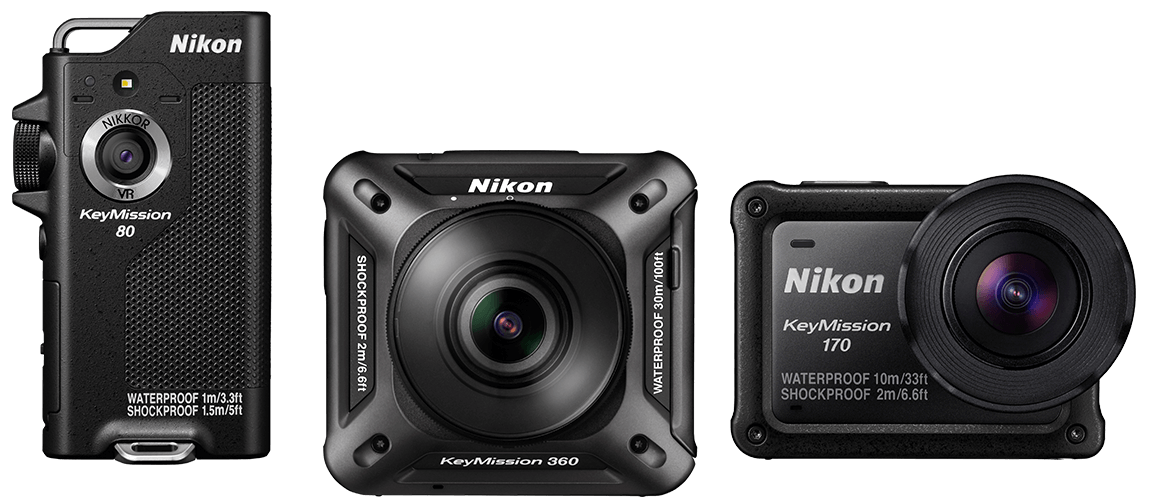 Nikon
NIKKOR
VR
KeyMission
80
WATERPROOF 1m/3.3ft
SHOCKPROOF 1.5m/5ft
Nikon
SHOCKPROOF 2m/6.6ft
WATERPROOF 30m/100ft
KeyMission 360
Nikon
KeyMission
170
WATERPROOF 10m/33ft
SHOCKPROOF 2m/6.6ft